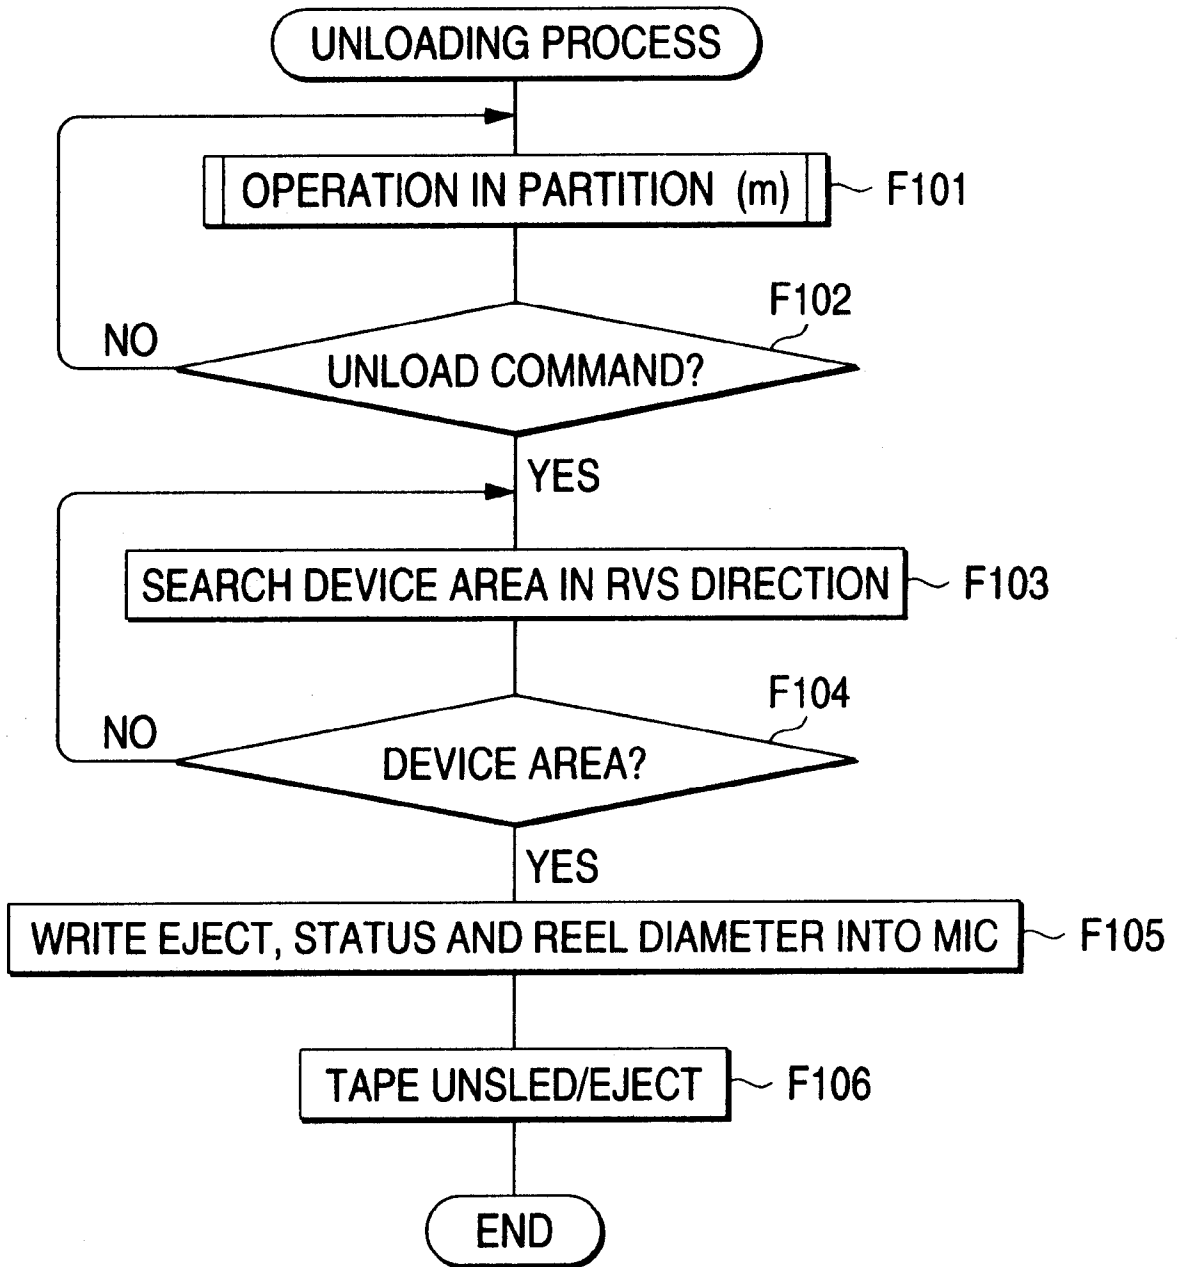 UNLOADING PROCESS
OPERATION IN PARTITION (m)
F101
F102
NO
UNLOAD COMMAND?
YES
SEARCH DEVICE AREA IN RVS DIRECTION
F103
F104
NO
DEVICE AREA?
YES
WRITE EJECT, STATUS AND REEL DIAMETER INTO MIC
F105
TAPE UNSLED/EJECT
F106
END